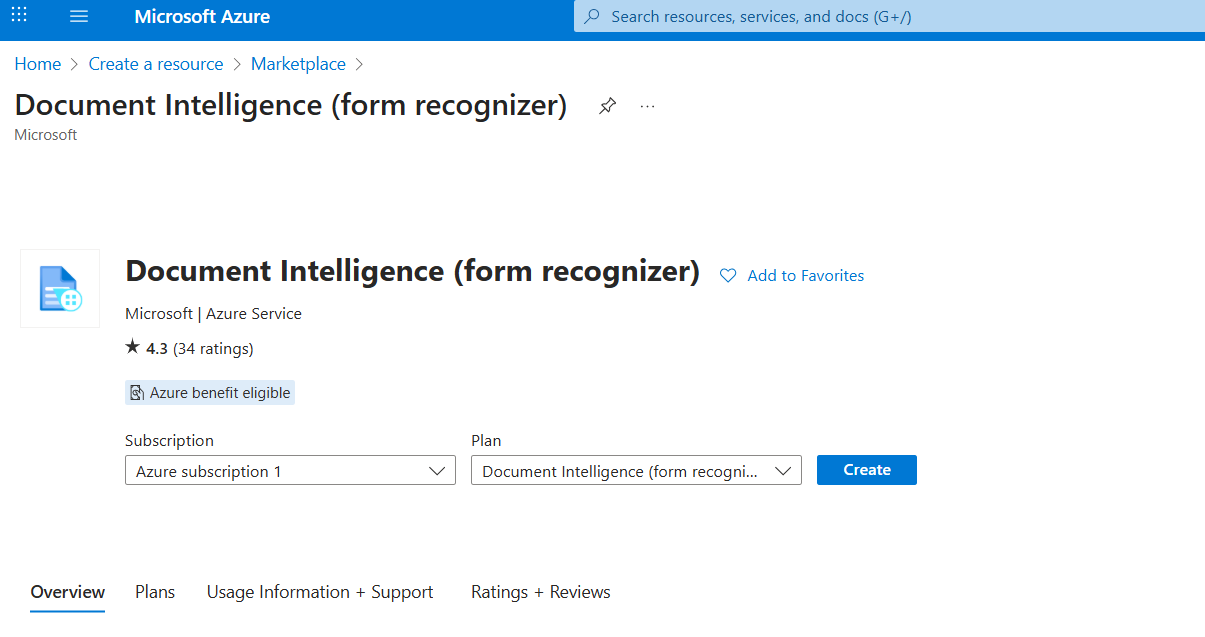 Microsoft Azure
Search resources, services, and docs (G+/)
Home > Create a resource > Marketplace >
Document Intelligence (form recognizer) ...
Microsoft
Document Intelligence (form recognizer) Add to Favorites
Microsoft | Azure Service
★ 4.3 (34 ratings)
Azure benefit eligible
Subscription Plan
Azure subscription 1 Document Intelligence (form recogni... Create
Overview Plans Usage Information + Support Ratings + Reviews